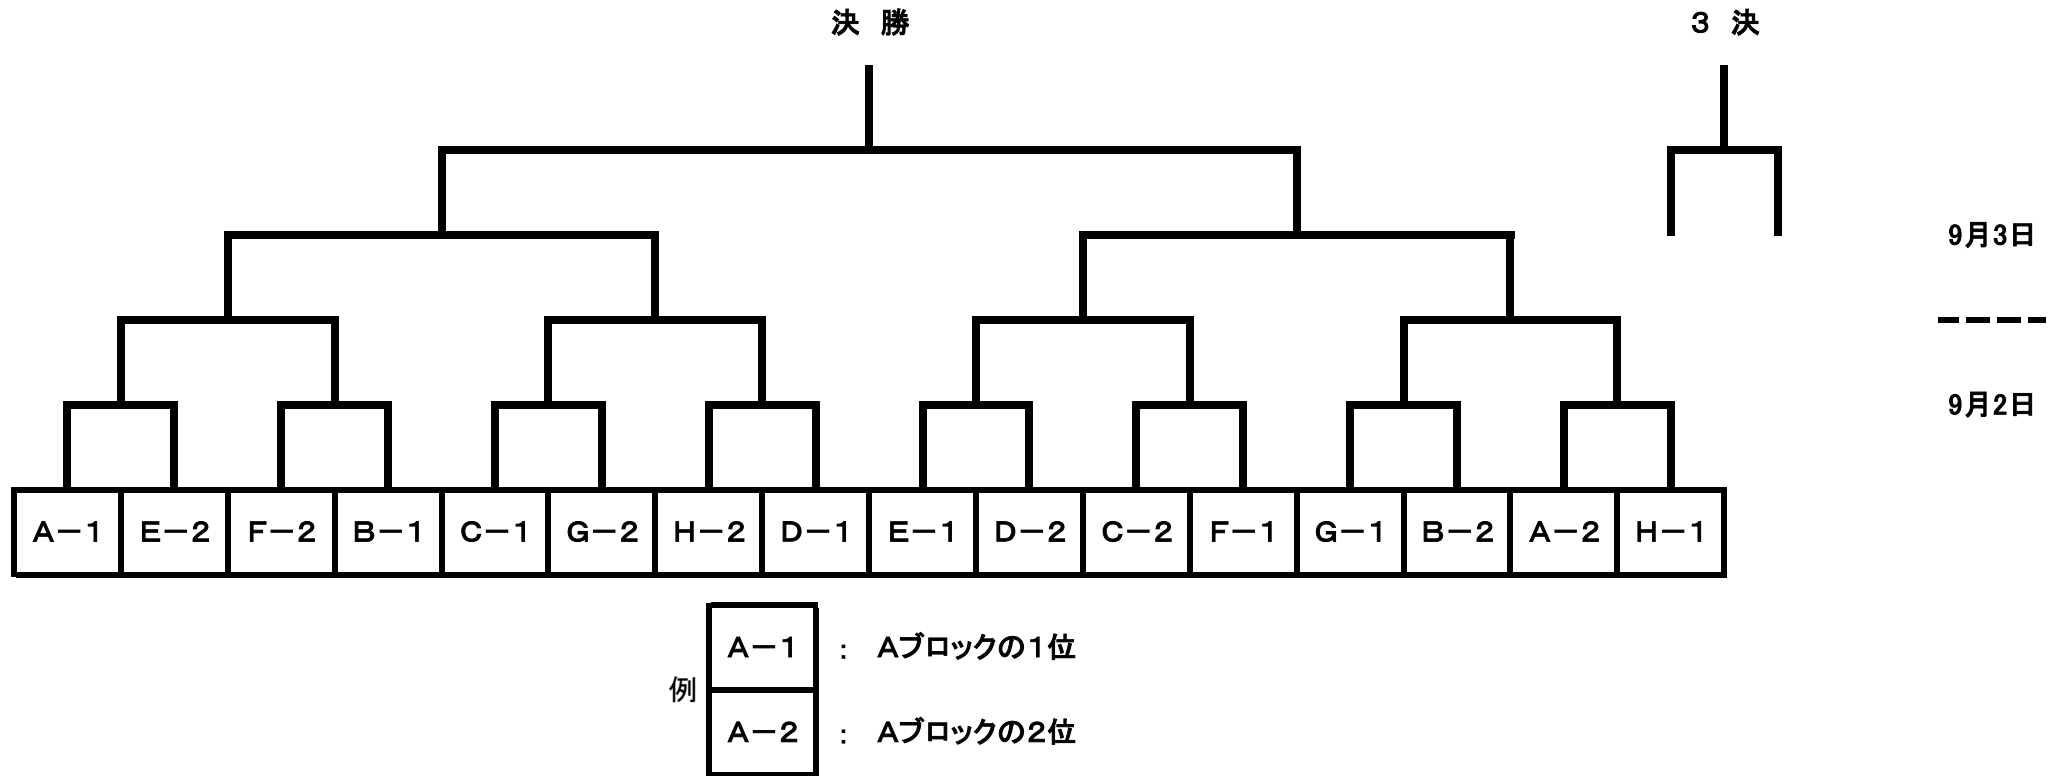 決　勝
３　決
9月3日
9月2日
Ａ－１ Ｅ－２ Ｆ－２ Ｂ－１ Ｃ－１ Ｇ－２ Ｈ－２ Ｄ－１ Ｅ－１ Ｄ－２ Ｃ－２ Ｆ－１ Ｇ－１ Ｂ－２ Ａ－２ Ｈ－１
Ａ－１ ： Ａブロックの１位
例
Ａ－２ ： Ａブロックの２位